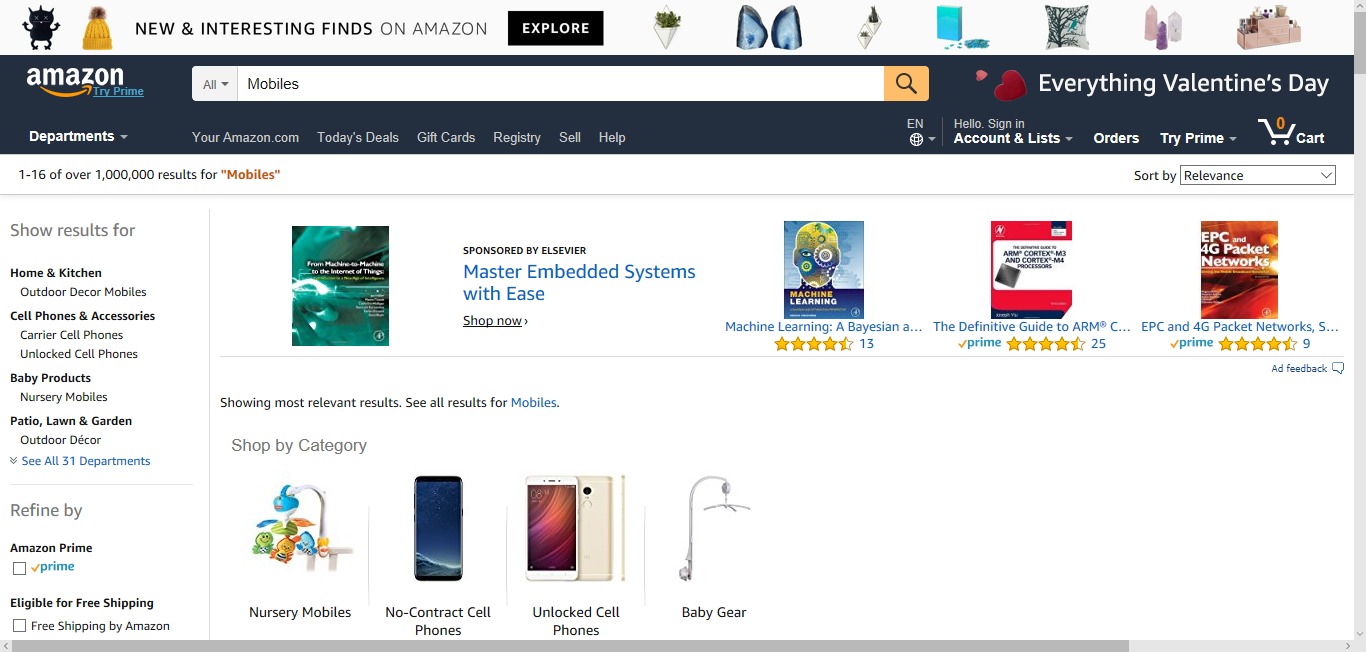 NEW & INTERESTING FINDS ON AMAZON
EXPLORE
amazon
Try Prime
All
Mobiles
Everything Valentine's Day
Departments
Your Amazon.com
Today's Deals
Gift Cards
Registry
Sell
Help
EN
Hello. Sign in
Account & Lists
Orders
Try Prime
0
Cart
1-16 of over 1,000,000 results for "Mobiles"
Sort by
Relevance
Show results for
Home & Kitchen
Outdoor Decor Mobiles
Cell Phones & Accessories
Carrier Cell Phones
Unlocked Cell Phones
Baby Products
Nursery Mobiles
Patio, Lawn & Garden
Outdoor Décor
See All 31 Departments
Refine by
Amazon Prime
prime
Eligible for Free Shipping
Free Shipping by Amazon
From Machine-to-Machine
to the Internet of Things:
SPONSORED BY ELSEVIER
Master Embedded Systems
with Ease
Shop now ›
MACHINE
LEARNING
Machine Learning: A Bayesian a...
13
THE DEFINITIVE GUIDE TO
ARM® CORTEX®-M3
AND CORTEX®-M4
PROCESSORS
Joseph Yiu
The Definitive Guide to ARM® C...
prime
25
EPC and
4G Packet
Networks
EPC and 4G Packet Networks, S...
prime
9
Ad feedback
Showing most relevant results. See all results for Mobiles.
Shop by Category
Nursery Mobiles
No-Contract Cell
Phones
Unlocked Cell
Phones
Baby Gear